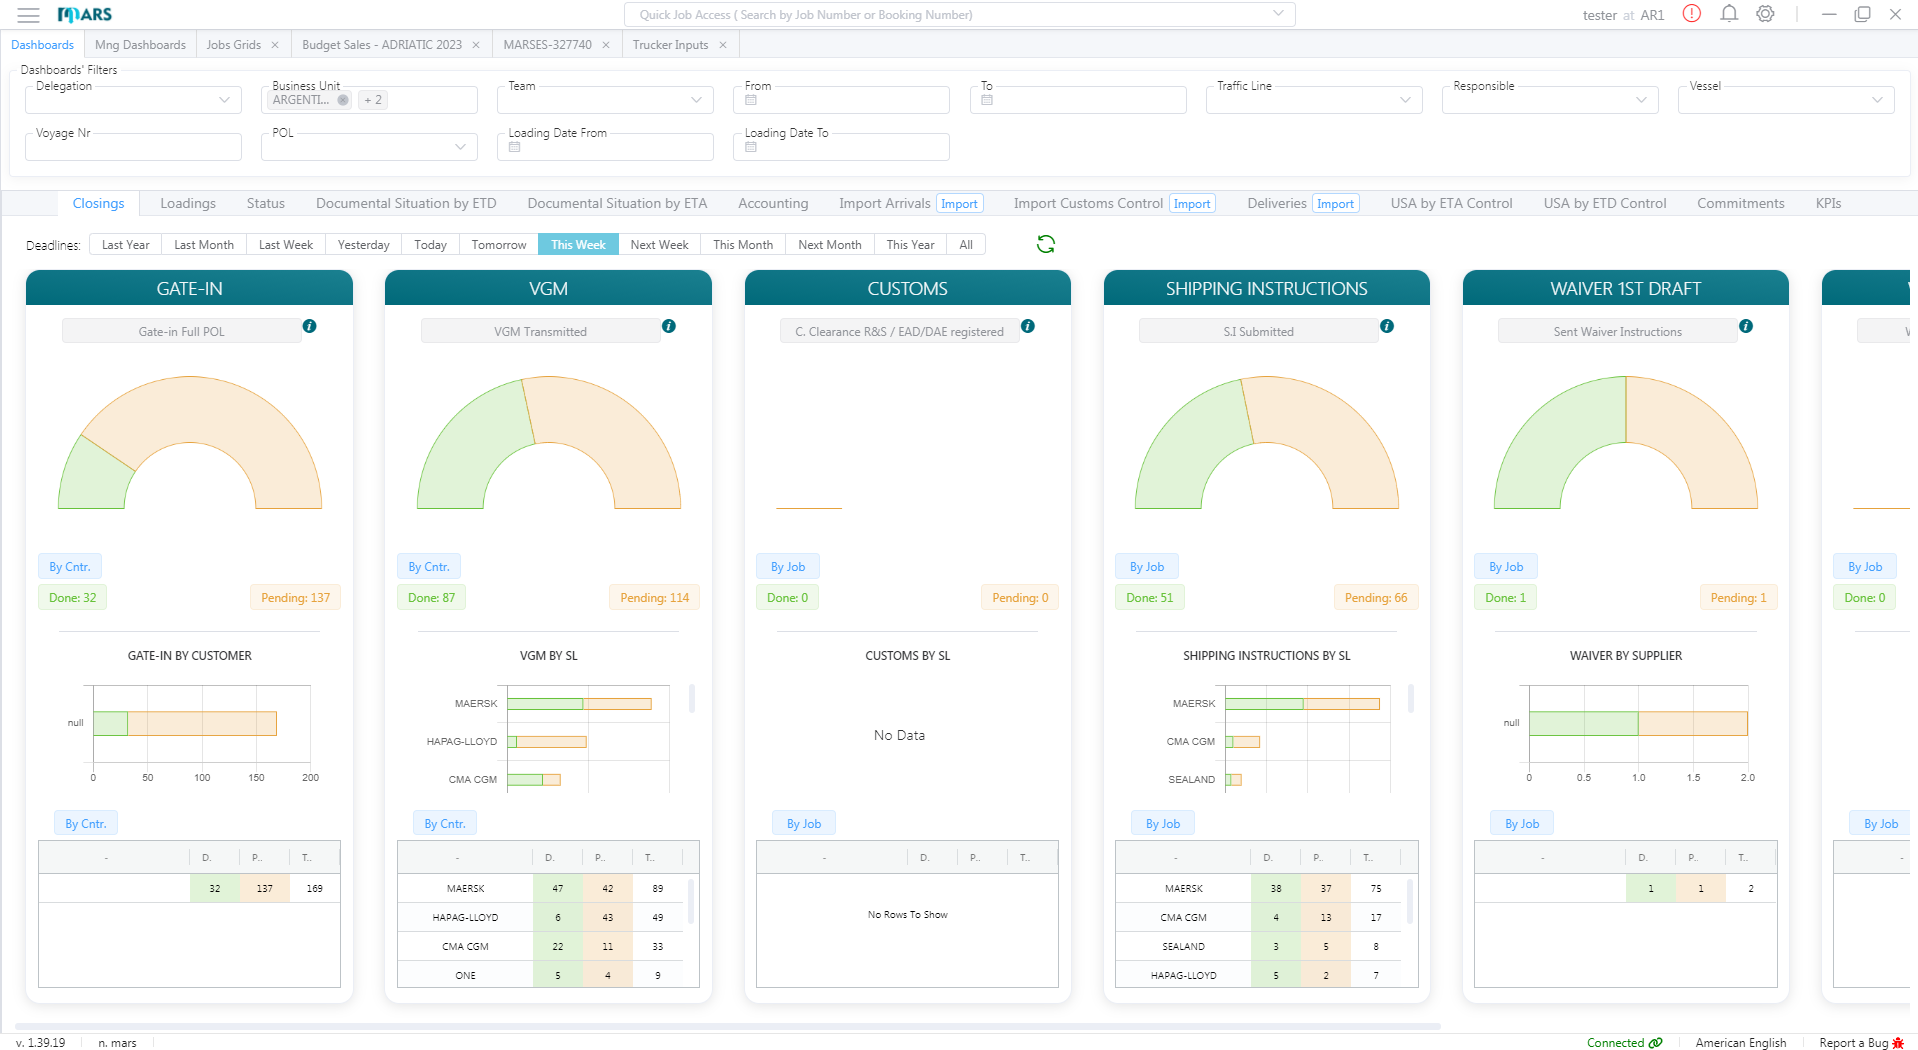 MARS
Quick Job Access ( Search by Job Number or Booking Number)
tester at AR1
Dashboards
Mng Dashboards
Jobs Grids
Budget Sales - ADRIATIC 2023
MARSES-327740
Trucker Inputs
Dashboards' Filters
Delegation
Business Unit
ARGENTI...
+ 2
Team
From
To
Traffic Line
Responsible
Vessel
Voyage Nr
POL
Loading Date From
Loading Date To
Closings
Loadings
Status
Documental Situation by ETD
Documental Situation by ETA
Accounting
Import Arrivals Import
Import Customs Control Import
Deliveries Import
USA by ETA Control
USA by ETD Control
Commitments
KPIs
Deadlines:
Last Year
Last Month
Last Week
Yesterday
Today
Tomorrow
This Week
Next Week
This Month
Next Month
This Year
All
GATE-IN
Gate-in Full POL
By Cntr.
Done: 32
Pending: 137
GATE-IN BY CUSTOMER
null
0 50 100 150 200
By Cntr.
- D. P.. T..
32 137 169
VGM
VGM Transmitted
By Cntr.
Done: 87
Pending: 114
VGM BY SL
MAERSK
HAPAG-LLOYD
CMA CGM
By Cntr.
- D. P.. T..
MAERSK 47 42 89
HAPAG-LLOYD 6 43 49
CMA CGM 22 11 33
ONE 5 4 9
CUSTOMS
C. Clearance R&S / EAD/DAE registered
By Job
Done: 0
Pending: 0
CUSTOMS BY SL
No Data
By Job
- D. P.. T..
No Rows To Show
SHIPPING INSTRUCTIONS
S.I Submitted
By Job
Done: 51
Pending: 66
SHIPPING INSTRUCTIONS BY SL
MAERSK
CMA CGM
SEALAND
By Job
- D. P.. T..
MAERSK 38 37 75
CMA CGM 4 13 17
SEALAND 3 5 8
HAPAG-LLOYD 5 2 7
WAIVER 1ST DRAFT
Sent Waiver Instructions
By Job
Done: 1
Pending: 1
WAIVER BY SUPPLIER
null
0 0.5 1.0 1.5 2.0
By Job
- D. P.. T..
1 1 2
By Job
Done: 0
By Job
-
v. 1.39.19
n. mars
Connected
American English
Report a Bug